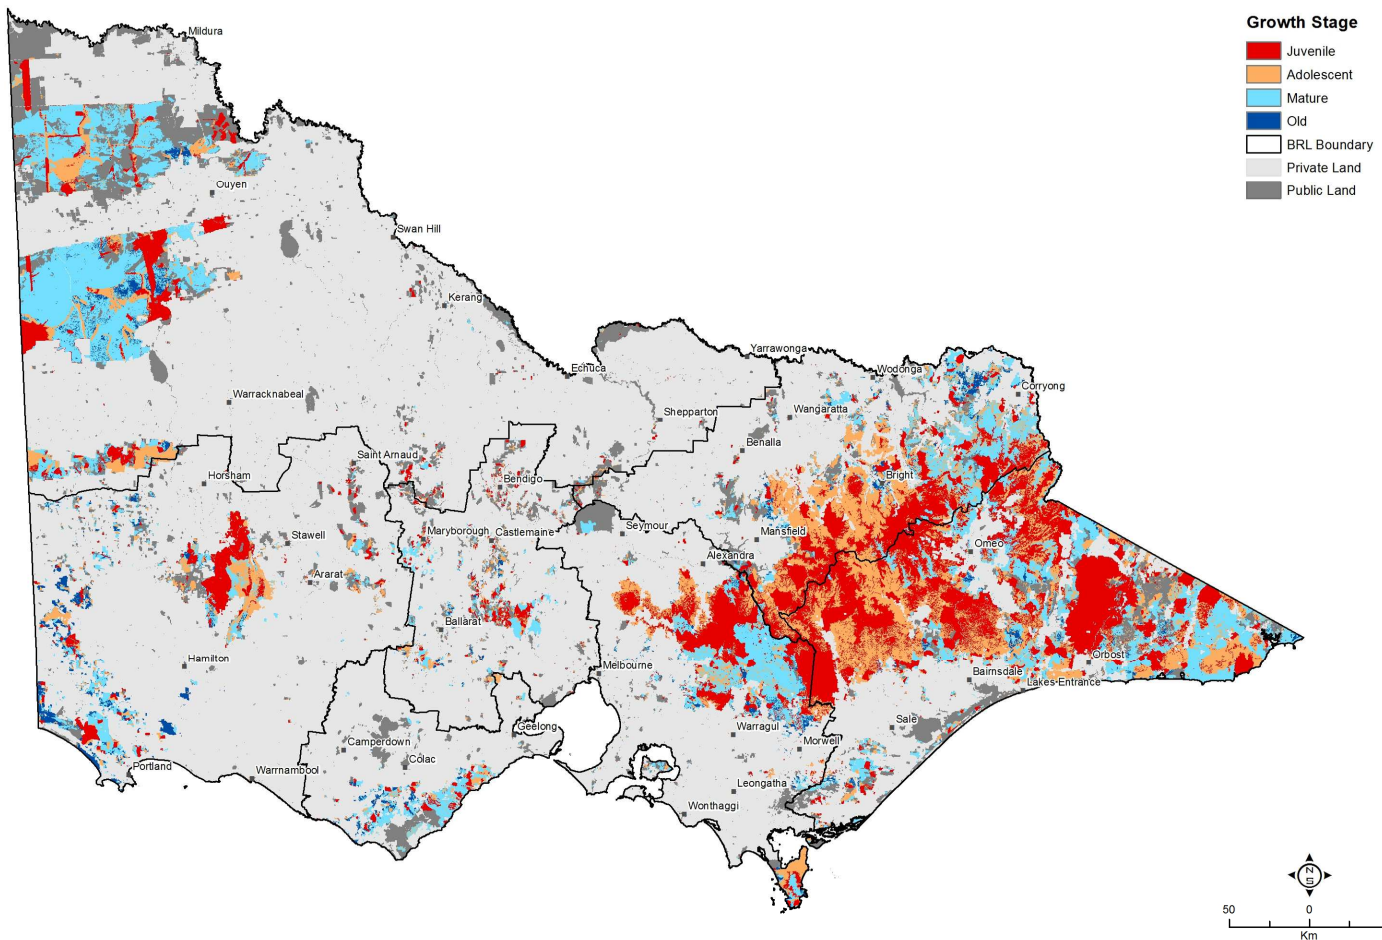 Growth Stage
Juvenile
Adolescent
Mature
Old
BRL Boundary
Private Land
Public Land
Mildura
Ouyen
Swan Hill
Kerang
Echuca
Yarrawonga
Wodonga
Corryong
Warracknabeal
Shepparton
Wangaratta
Benalla
Saint Arnaud
Horsham
Bendigo
Bright
Stawell
Maryborough
Castlemaine
Seymour
Mansfield
Omeo
Alexandra
Ararat
Ballarat
Hamilton
Melbourne
Orbost
Bairnsdale
Lakes Entrance
Geelong
Sale
Warragul
Morwell
Camperdown
Colac
Portland
Warrnambool
Leongatha
Wonthaggi
N
S
50 0
Km